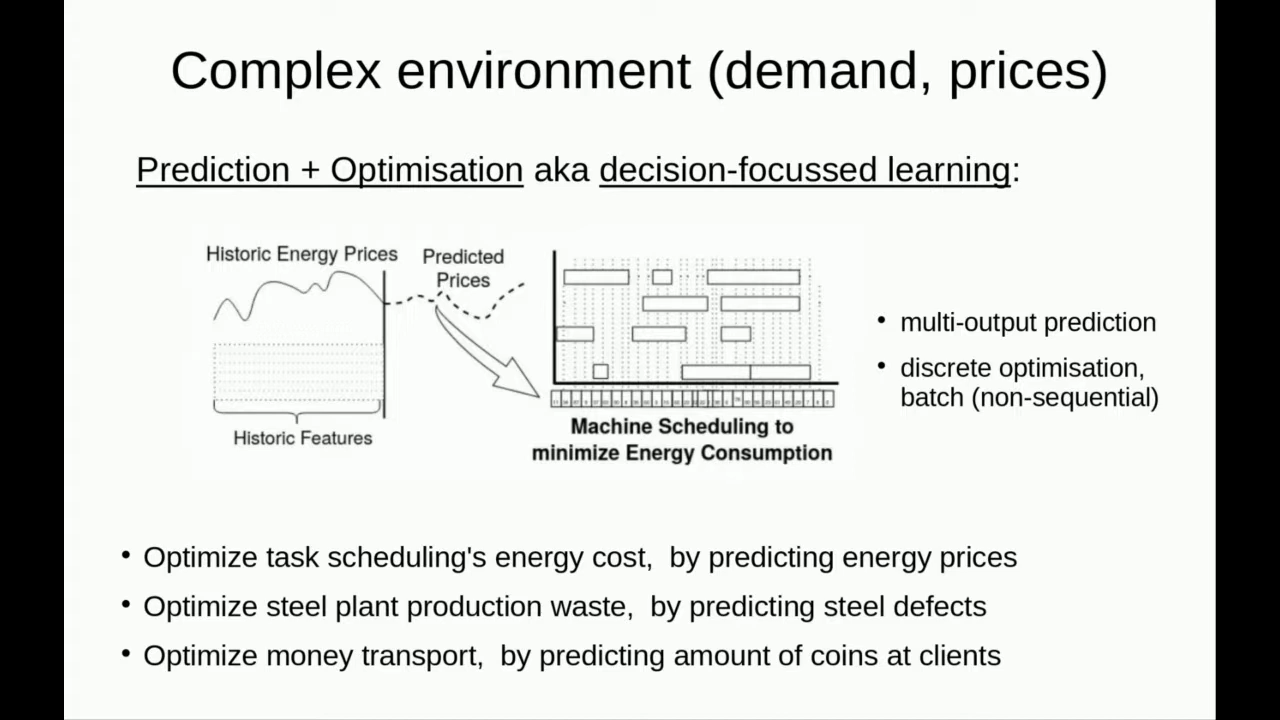 Complex environment (demand, prices)
Prediction + Optimisation aka decision-focussed learning:
Historic Energy Prices
Predicted
Prices
Historic Features
Machine Scheduling to
minimize Energy Consumption
• multi-output prediction
• discrete optimisation,
batch (non-sequential)
• Optimize task scheduling's energy cost,  by predicting energy prices
• Optimize steel plant production waste,  by predicting steel defects
• Optimize money transport,  by predicting amount of coins at clients